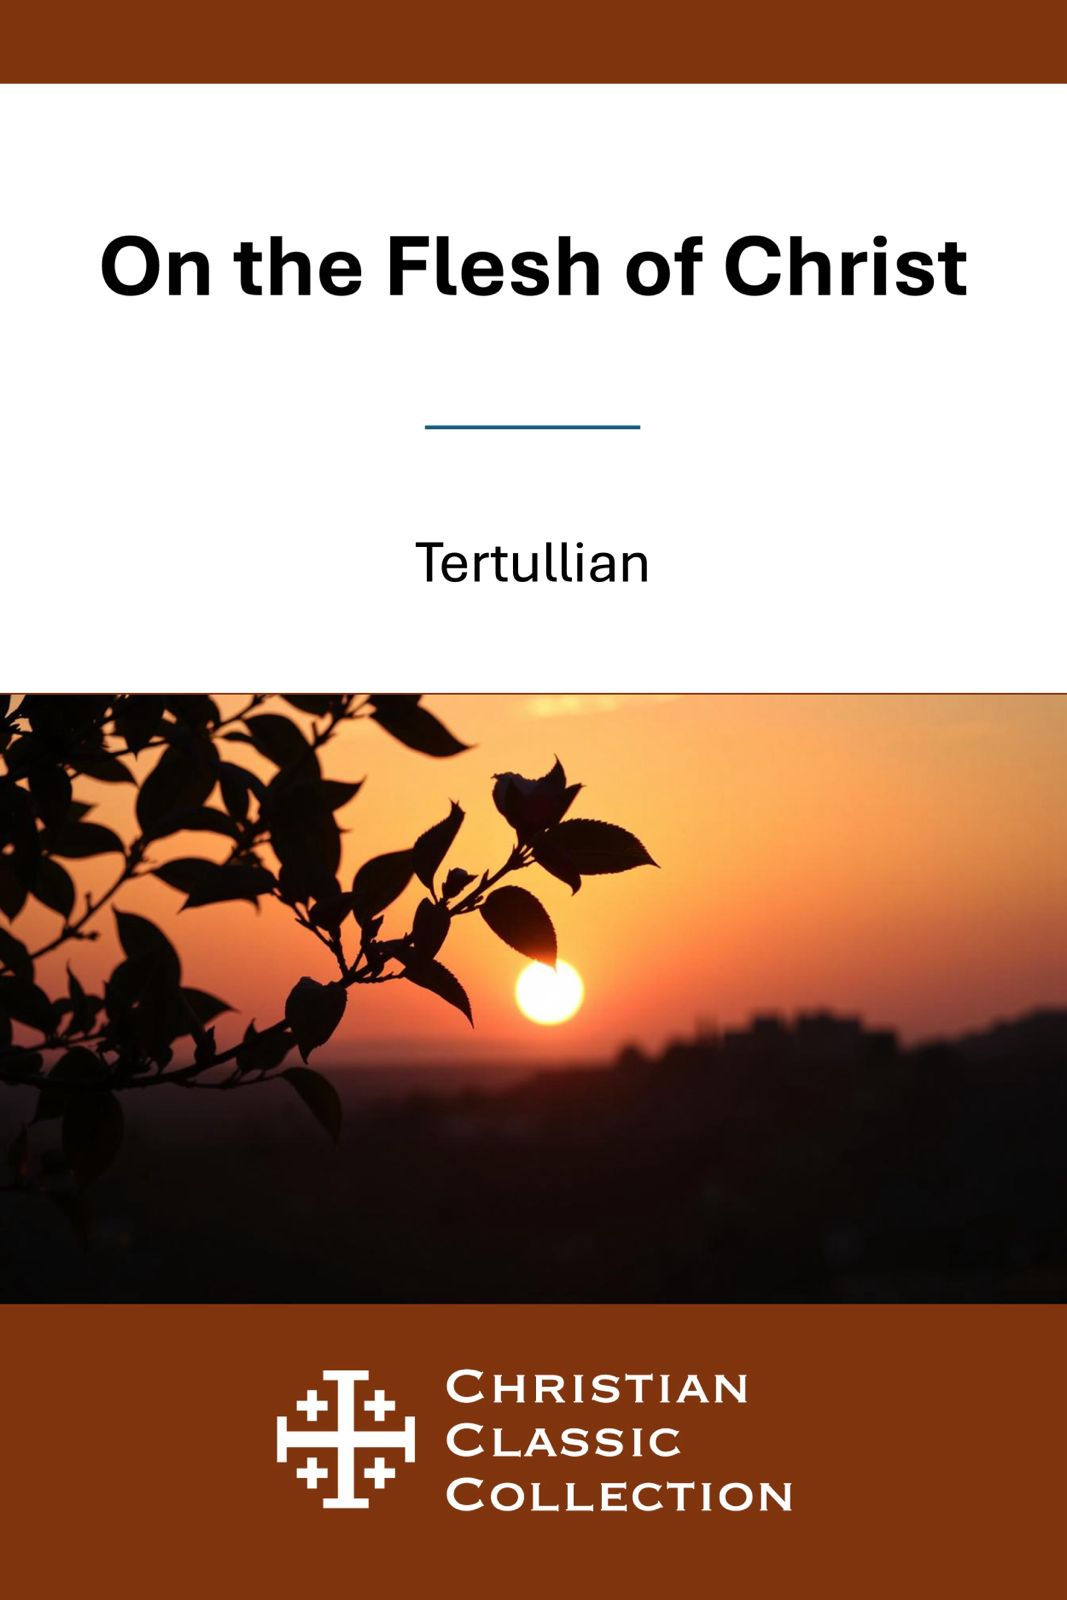 On the Flesh of Christ
Tertullian
CHRISTIAN
CLASSIC
COLLECTION